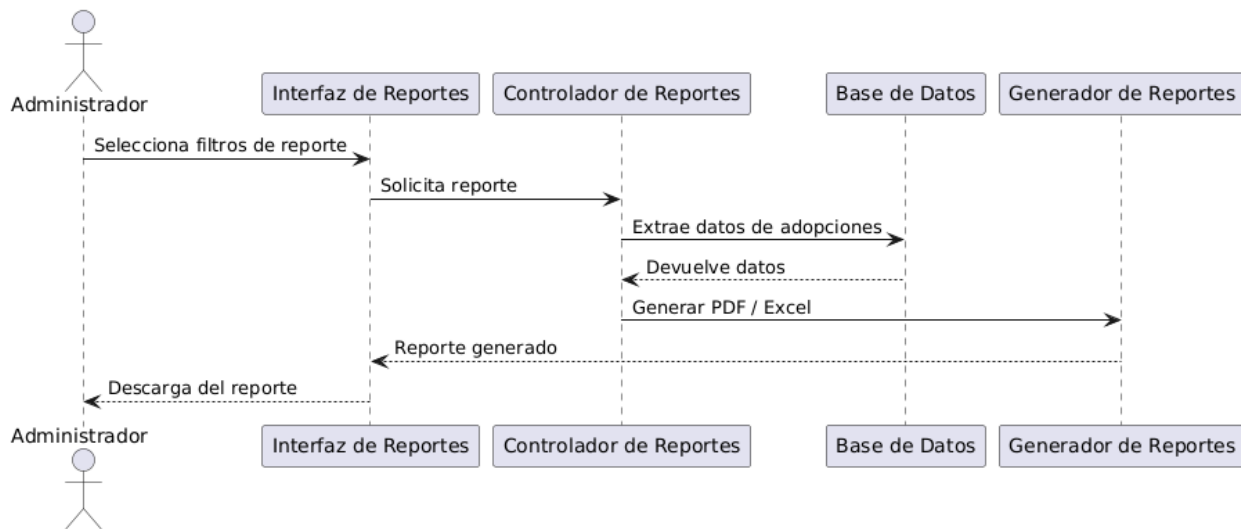 Administrador
Interfaz de Reportes
Controlador de Reportes
Base de Datos
Generador de Reportes
Selecciona filtros de reporte
Solicita reporte
Extrae datos de adopciones
Devuelve datos
Generar PDF / Excel
Reporte generado
Descarga del reporte
Administrador
Interfaz de Reportes
Controlador de Reportes
Base de Datos
Generador de Reportes